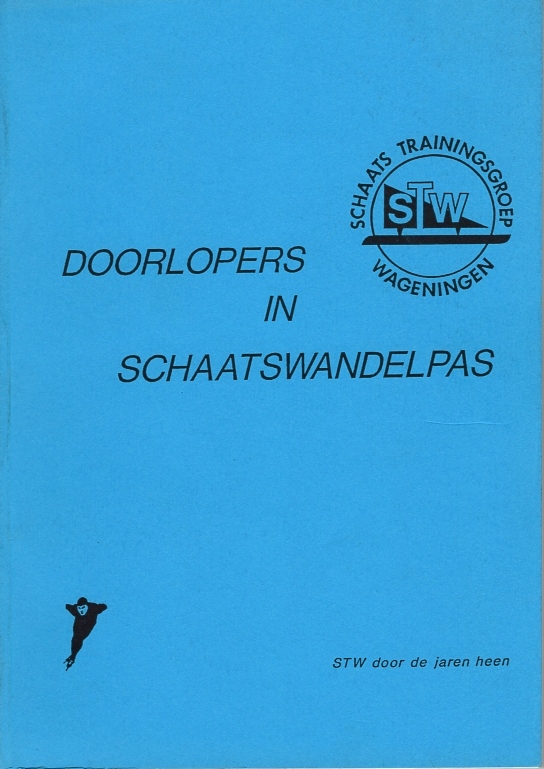 SCHAATS TRAININGSGROEP
STW
WAGENINGEN
DOORLOPERS
IN
SCHAATSWANDELPAS
STW door de jaren heen